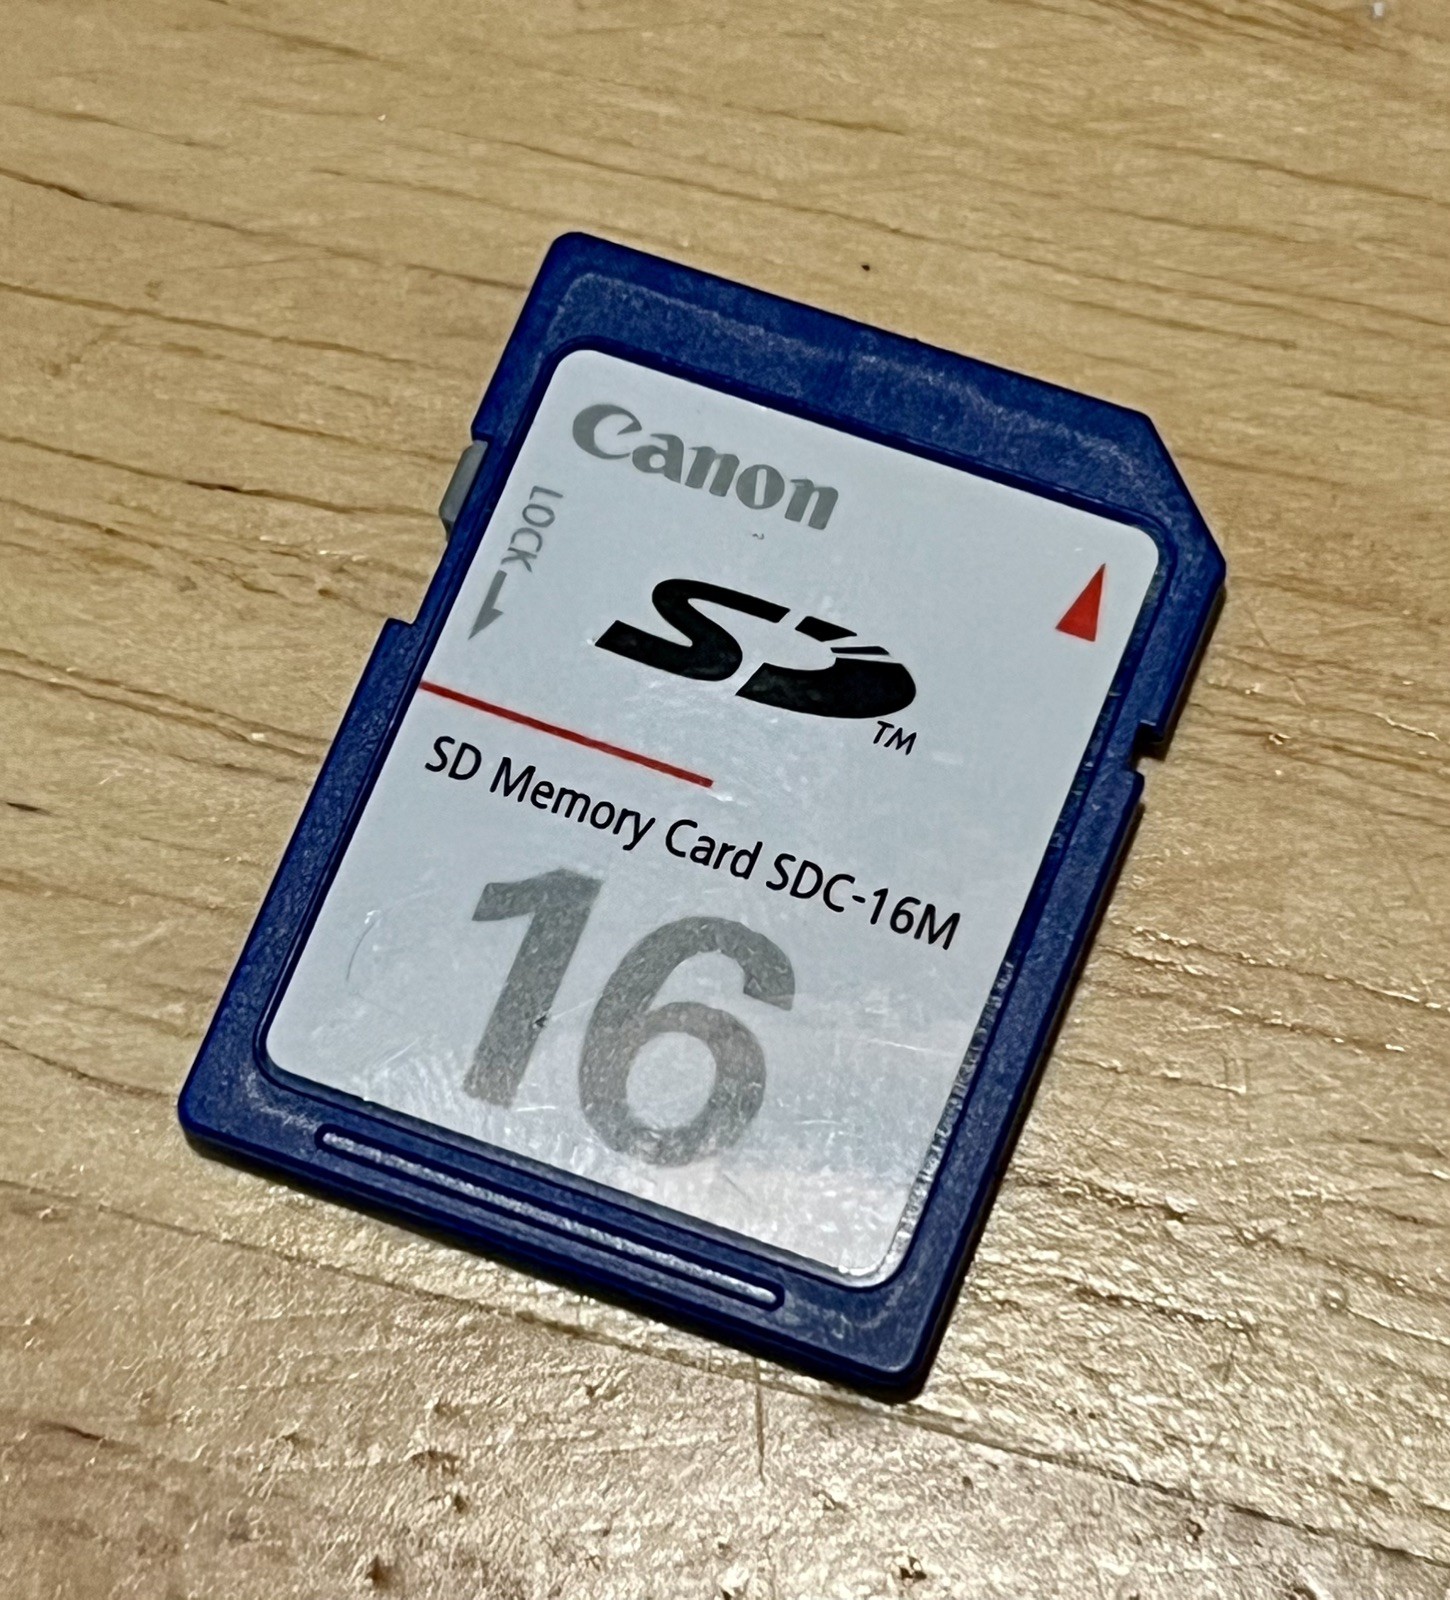 Canon
LOCK
SD
TM
SD Memory Card SDC-16M
16